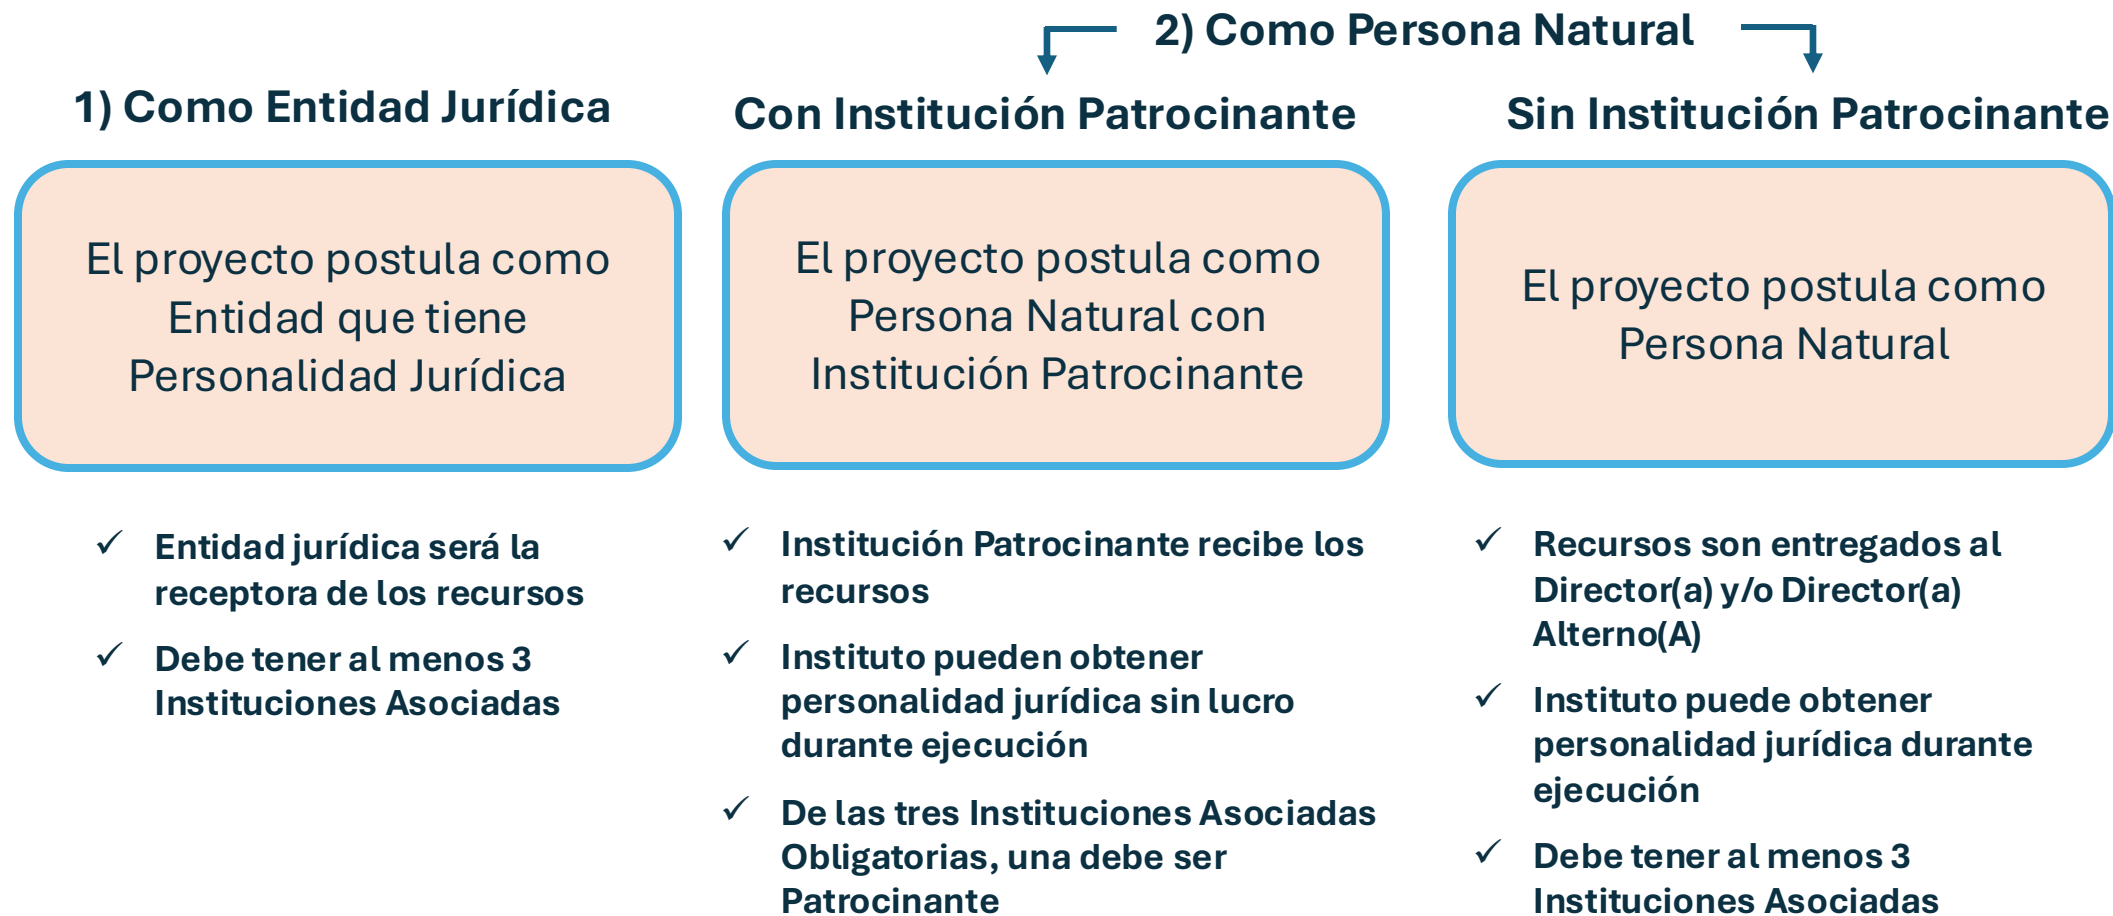 2) Como Persona Natural
1) Como Entidad Jurídica
El proyecto postula como
Entidad que tiene
Personalidad Jurídica
✓ Entidad jurídica será la
receptora de los recursos
✓ Debe tener al menos 3
Instituciones Asociadas
Con Institución Patrocinante
El proyecto postula como
Persona Natural con
Institución Patrocinante
✓ Institución Patrocinante recibe los
recursos
✓ Instituto pueden obtener
personalidad jurídica sin lucro
durante ejecución
✓ De las tres Instituciones Asociadas
Obligatorias, una debe ser
Patrocinante
Sin Institución Patrocinante
El proyecto postula como
Persona Natural
✓ Recursos son entregados al
Director(a) y/o Director(a)
Alterno(A)
✓ Instituto puede obtener
personalidad jurídica durante
ejecución
✓ Debe tener al menos 3
Instituciones Asociadas